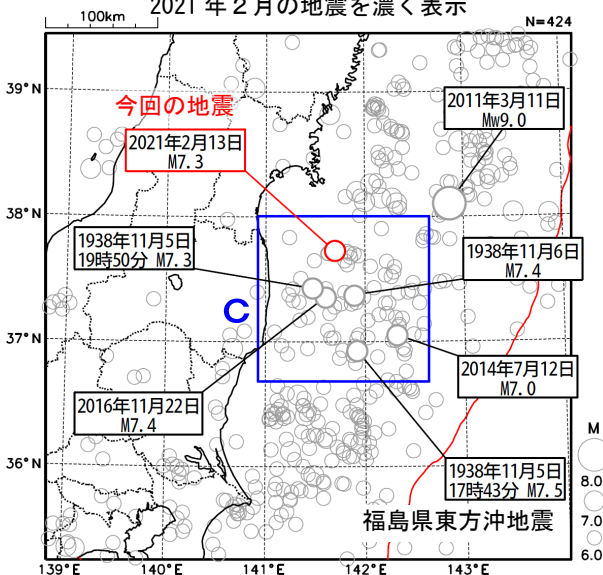 2021年2月の地震を濃く表示
100km
N=424
39°N
今回の地震
2021年2月13日
M7.3
2011年3月11日
Mw9.0
38°N
1938年11月5日
19時50分 M7.3
1938年11月6日
M7.4
C
37°N
2014年7月12日
M7.0
2016年11月22日
M7.4
M
36°N
1938年11月5日
17時43分 M7.5
8.0
福島県東方沖地震
7.0
6.0
139°E
140°E
141°E
142°E
143°E